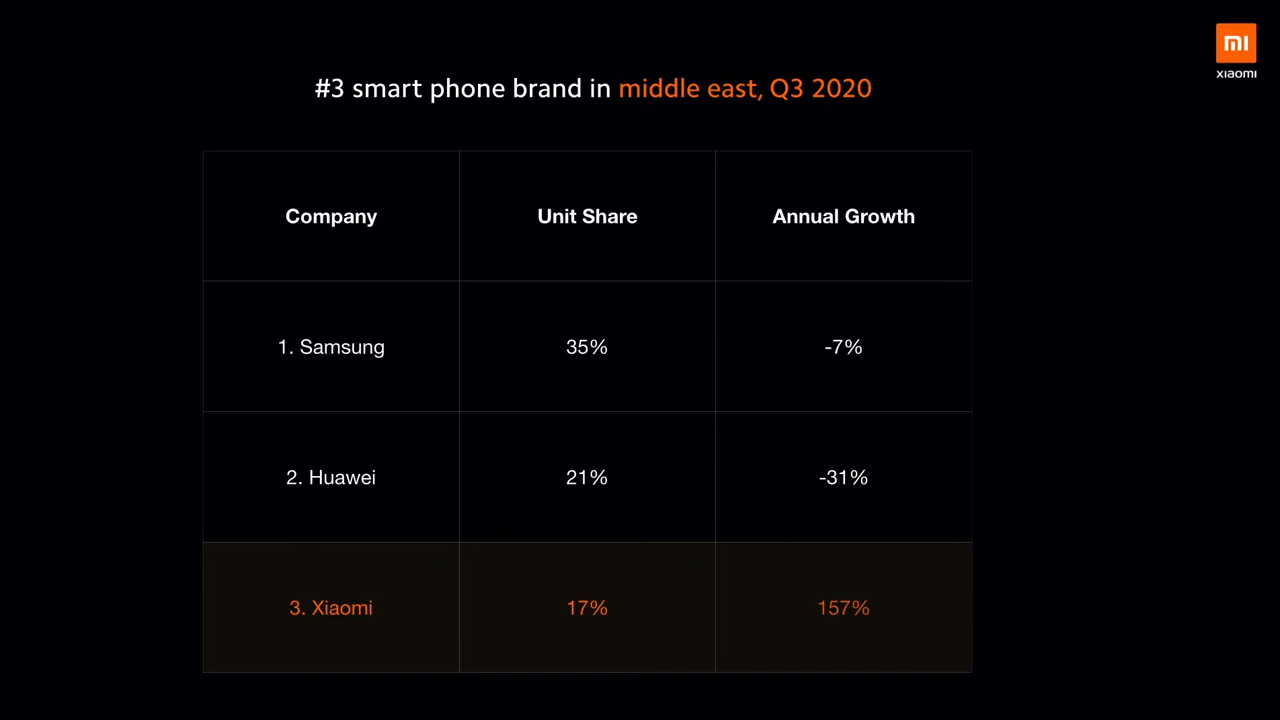 mi
XIAOMI
#3 smart phone brand in middle east, Q3 2020
Company Unit Share Annual Growth
1. Samsung 35% -7%
2. Huawei 21% -31%
3. Xiaomi 17% 157%